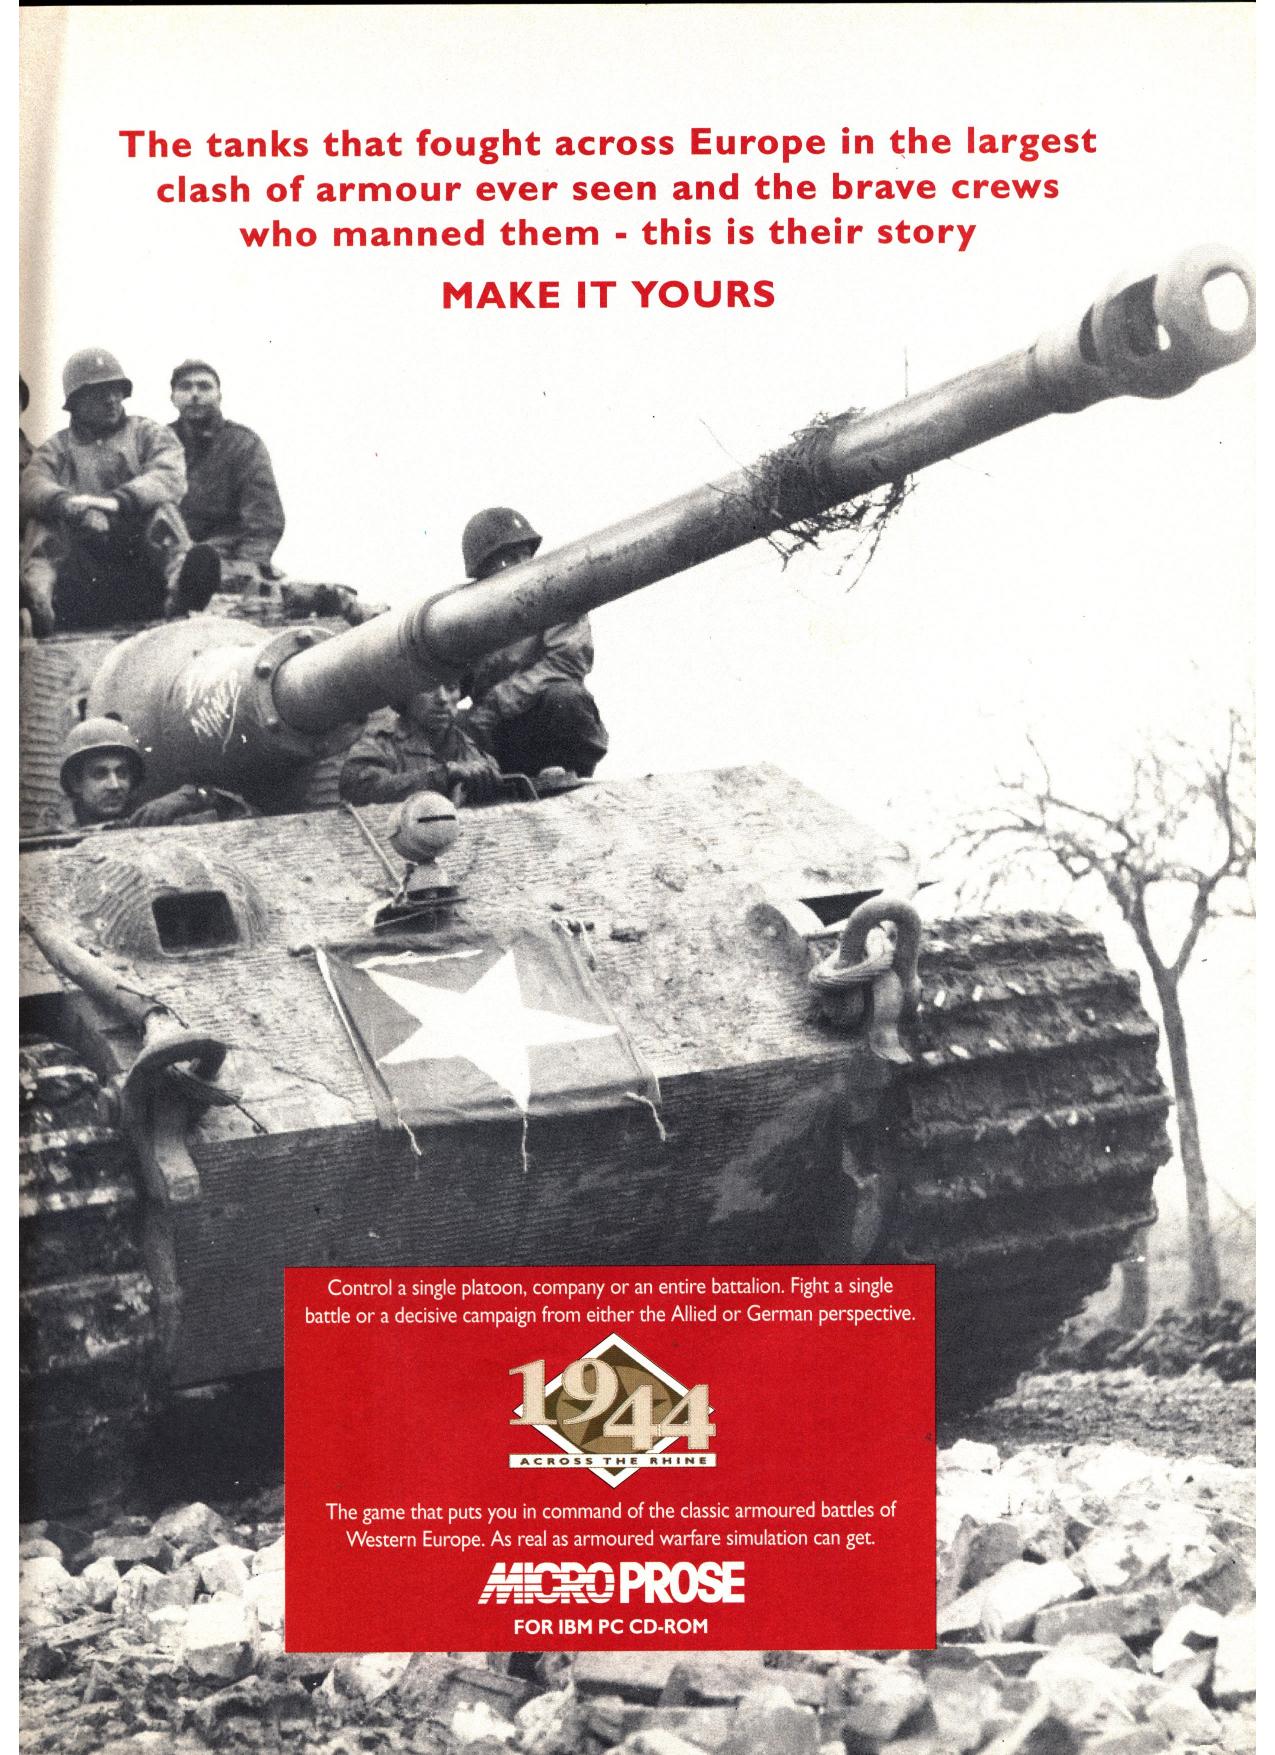 The tanks that fought across Europe in the largest
clash of armour ever seen and the brave crews
who manned them - this is their story
MAKE IT YOURS
Control a single platoon, company or an entire battalion. Fight a single
battle or a decisive campaign from either the Allied or German perspective.
1944
ACROSS THE RHINE
The game that puts you in command of the classic armoured battles of
Western Europe. As real as armoured warfare simulation can get.
MICROPROSE
FOR IBM PC CD-ROM